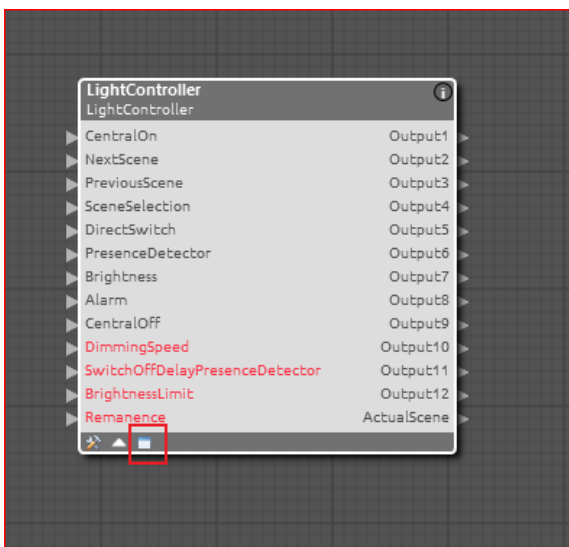 LightController
LightController
CentralOn Output1
NextScene Output2
PreviousScene Output3
SceneSelection Output4
DirectSwitch Output5
PresenceDetector Output6
Brightness Output7
Alarm Output8
CentralOff Output9
DimmingSpeed Output10
SwitchOffDelayPresenceDetector Output11
BrightnessLimit Output12
Remanence ActualScene